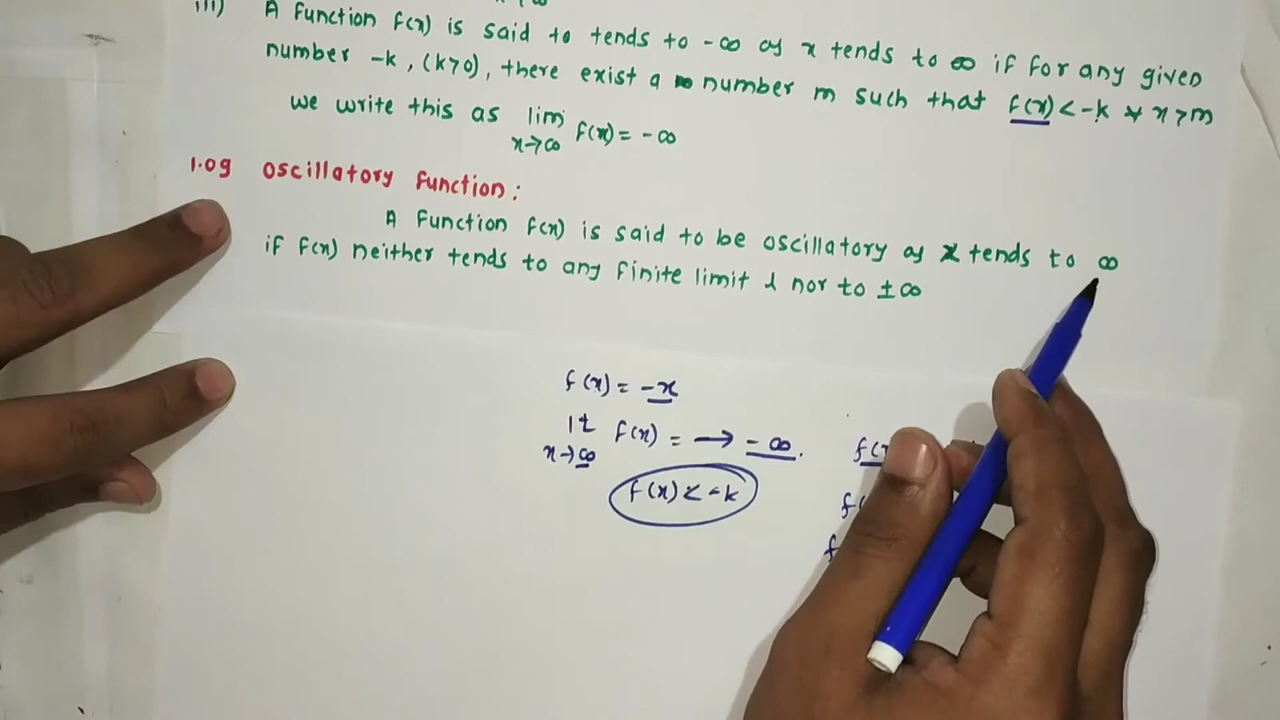 iii) A function f(x) is said to tends to -∞ as x tends to ∞ if for any given
number -k, (k>0), there exist a number m such that f(x) < -k ∀ x>m
we write this as lim x→∞ f(x) = -∞
1.09 Oscillatory function:
A function f(x) is said to be oscillatory as x tends to ∞
if f(x) neither tends to any finite limit l nor to ±∞
f(x) = -x
lt x→∞ f(x) = → -∞.
f(x) < -k